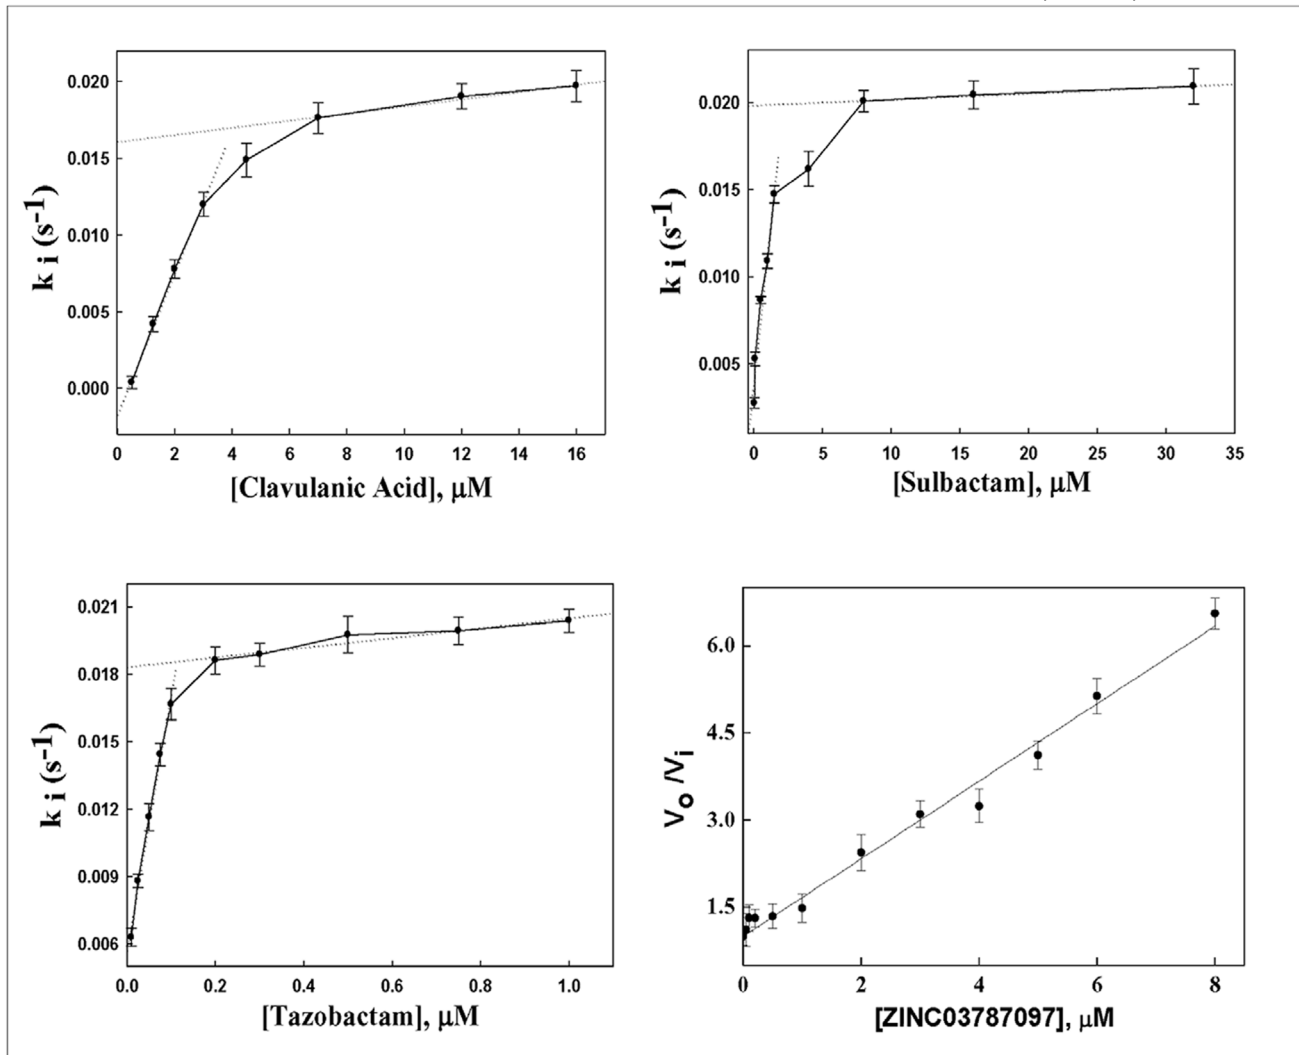 0.020
0.015
0.010
0.005
0.000
k i (s-1)
0 2 4 6 8 10 12 14 16
[Clavulanic Acid], μM
0.020
0.015
0.010
0.005
k i (s-1)
0 5 10 15 20 25 30 35
[Sulbactam], μM
0.021
0.018
0.015
0.012
0.009
0.006
k i (s-1)
0.0 0.2 0.4 0.6 0.8 1.0
[Tazobactam], μM
6.0
4.5
3.0
1.5
Vo /Vi
0 2 4 6 8
[ZINC03787097], μM